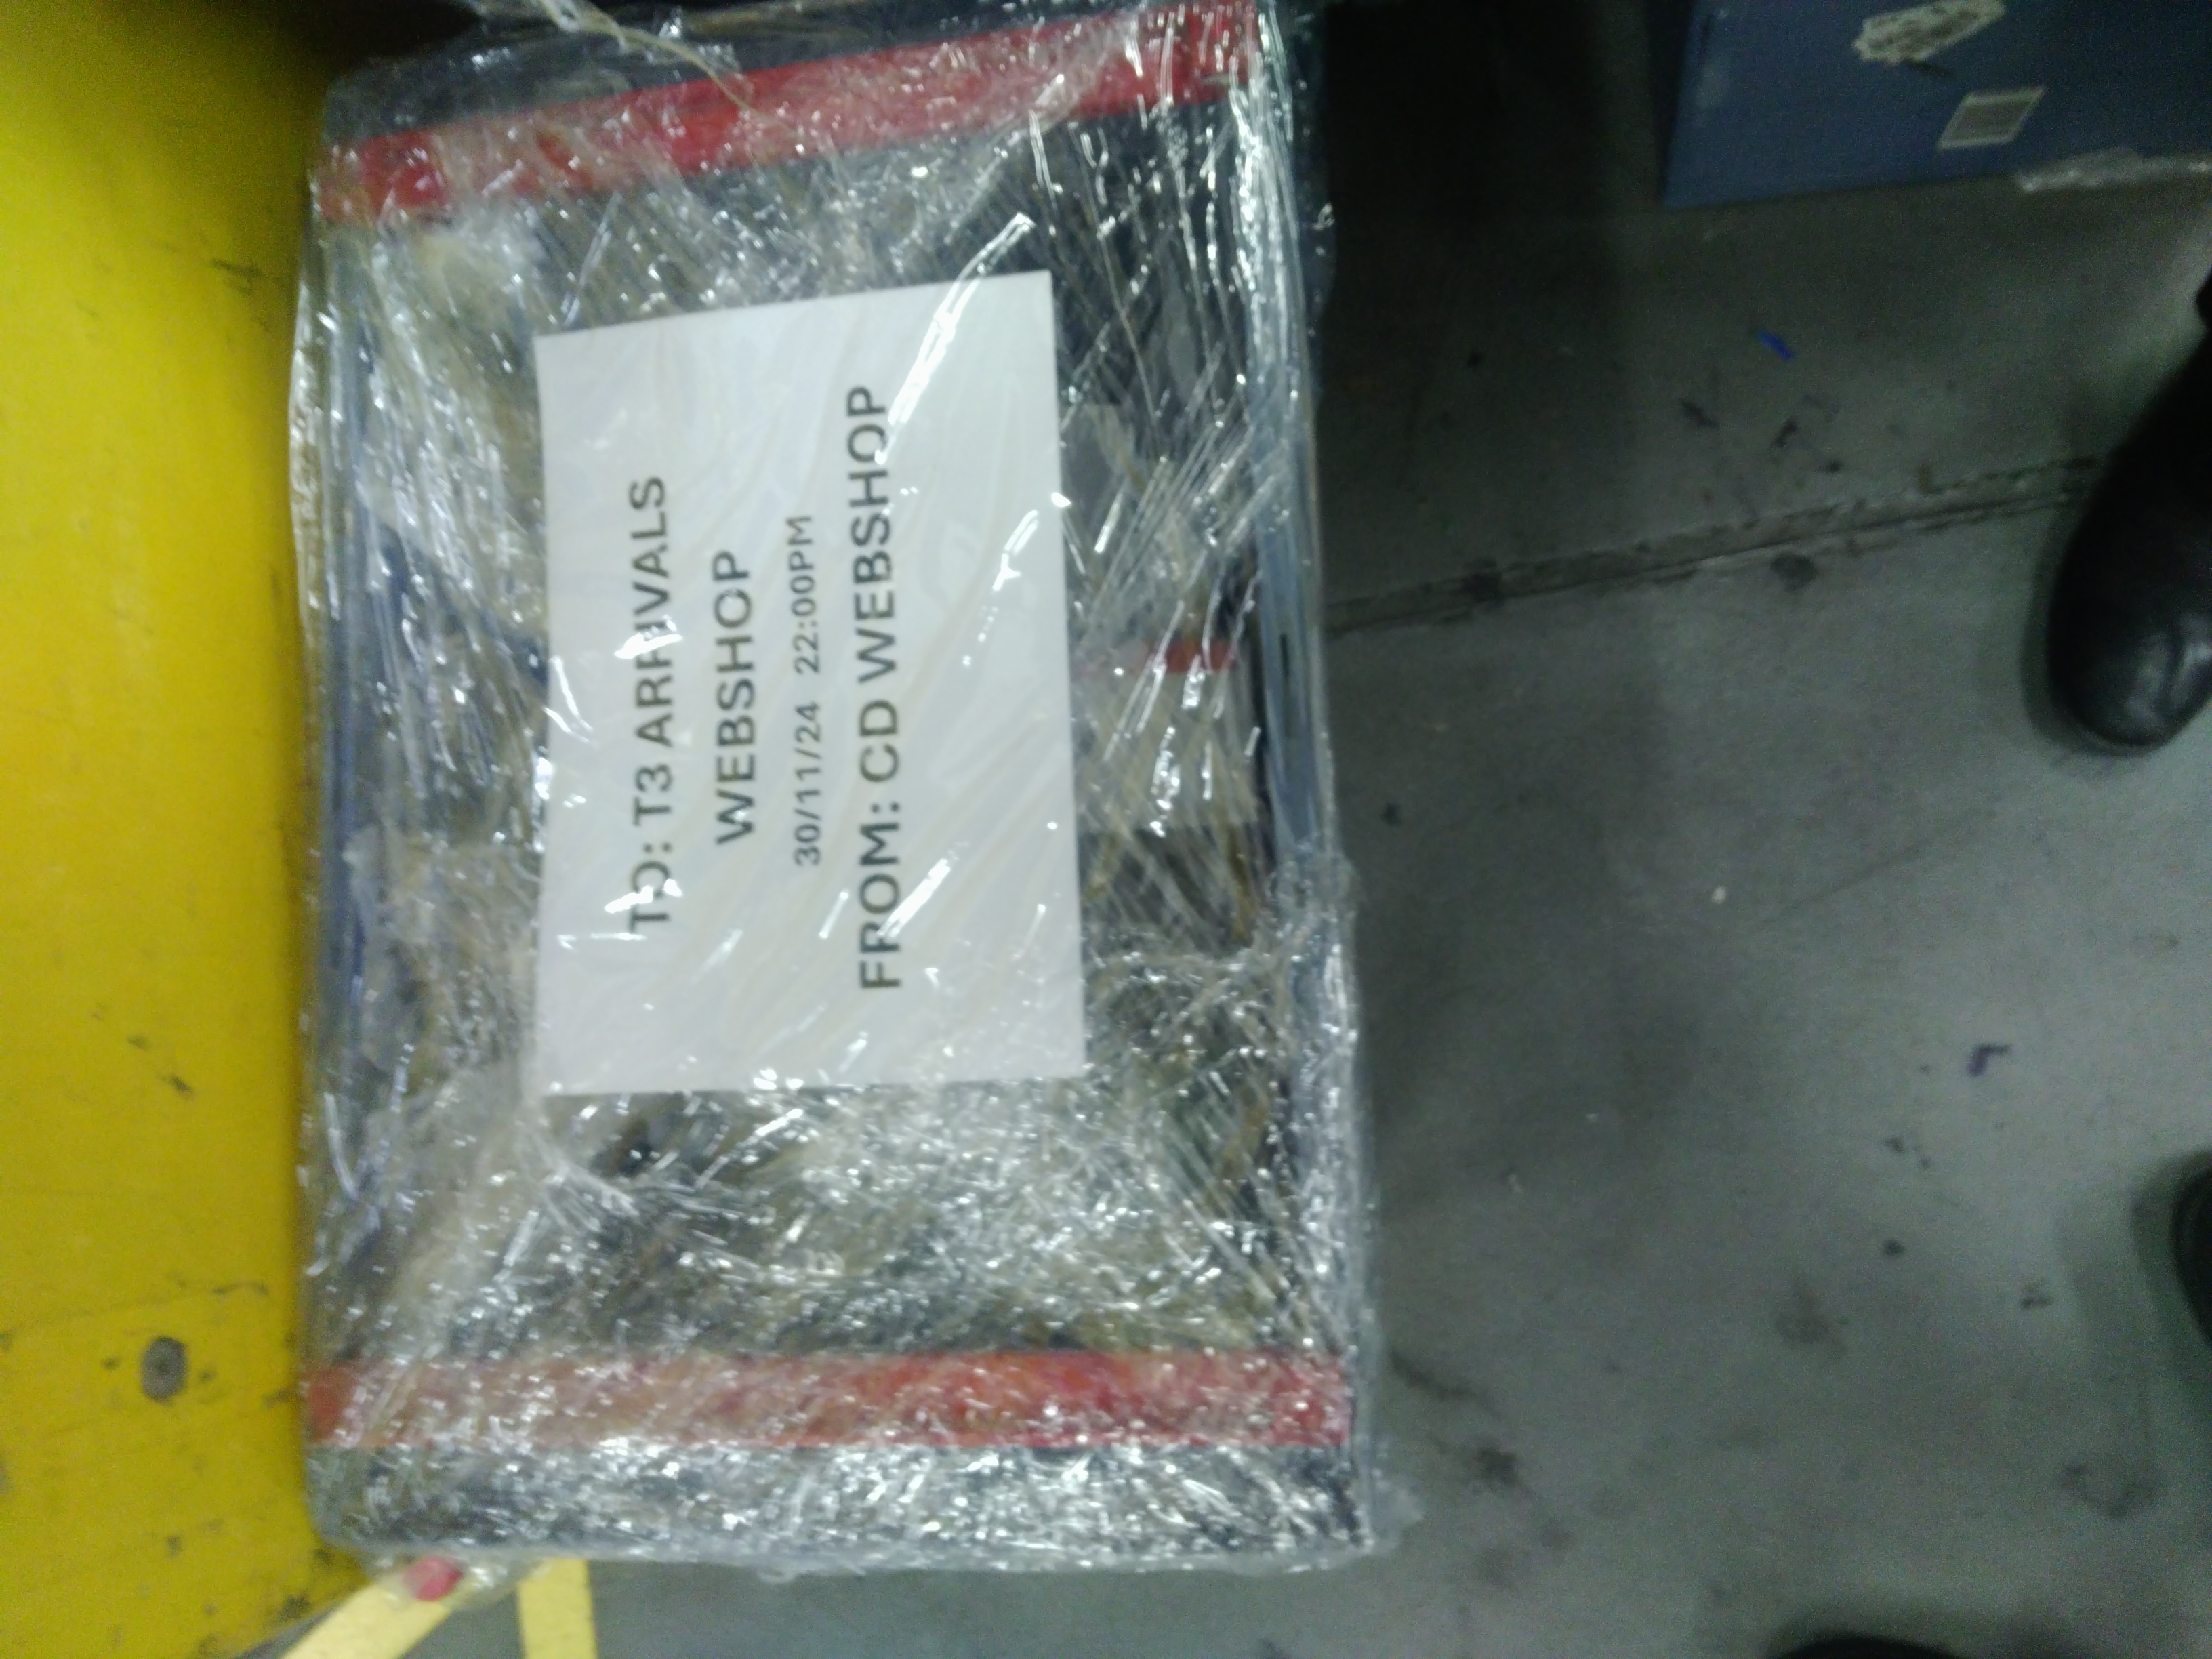 TO: T3 ARRIVALS
WEBSHOP
30/11/24 22:00PM
FROM: CD WEBSHOP